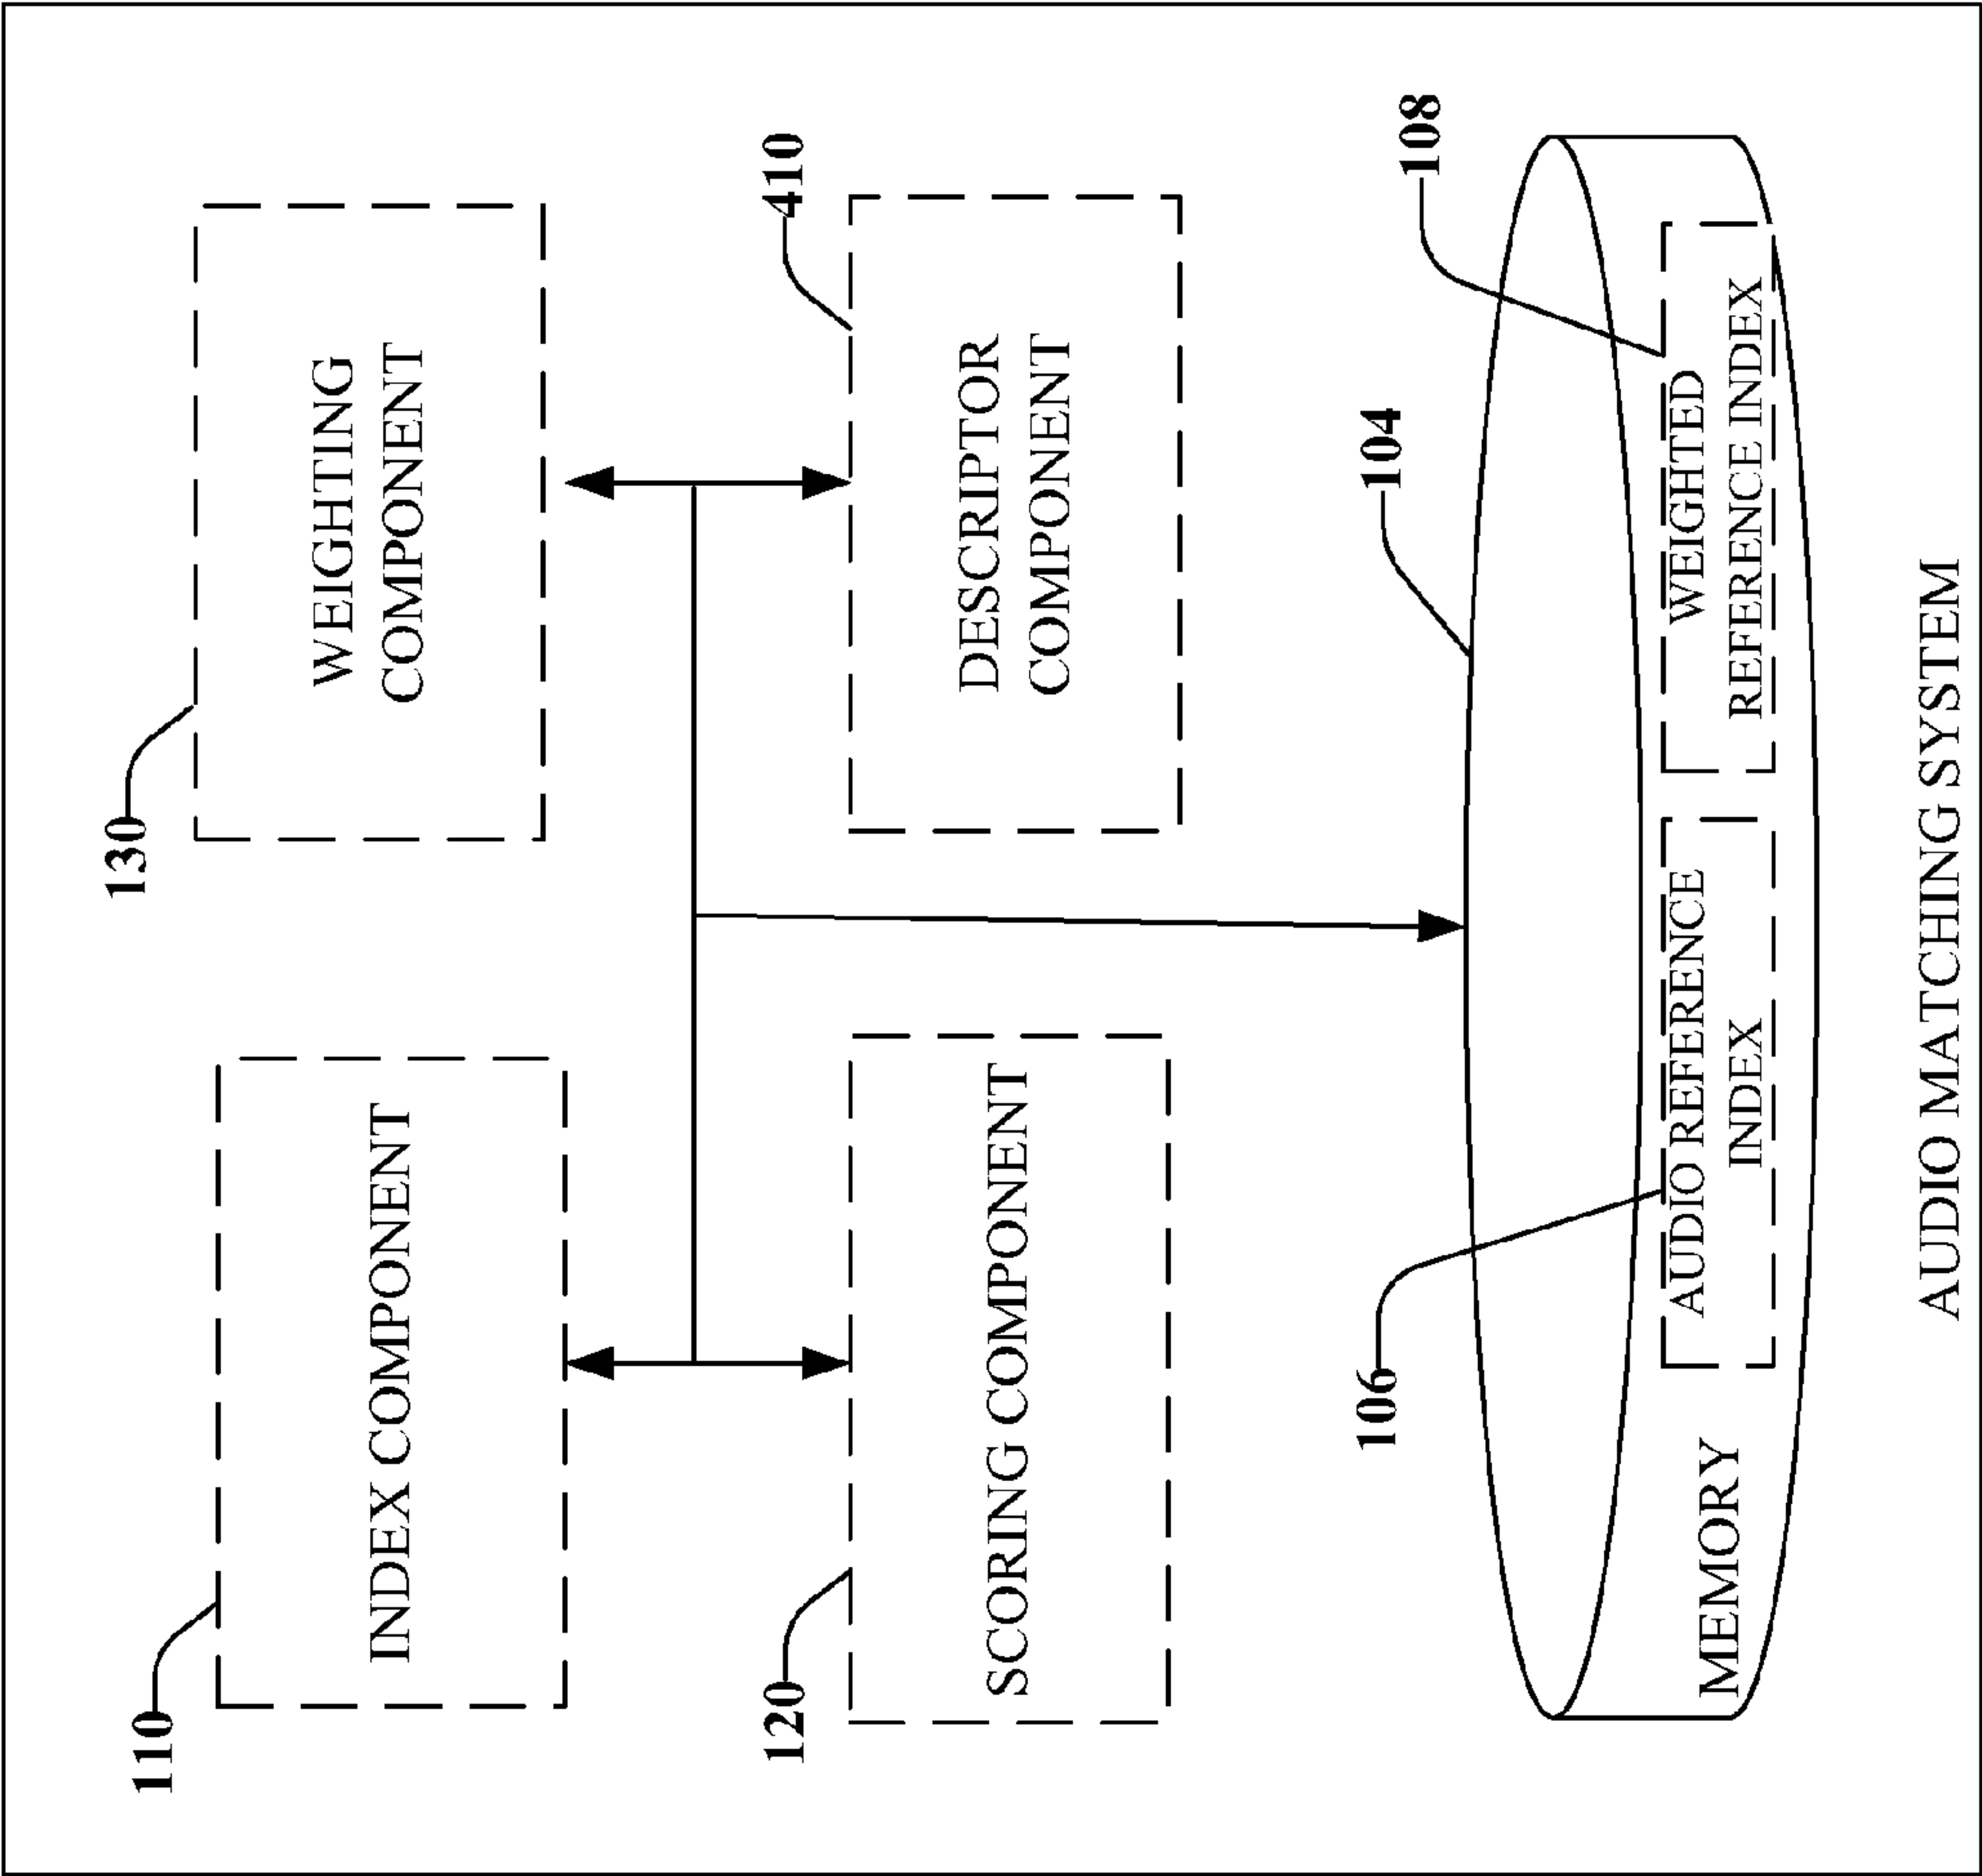 110
INDEX COMPONENT
130
WEIGHTING
COMPONENT
120
SCORING COMPONENT
410
DESCRIPTOR
COMPONENT
106
104
108
MEMORY
AUDIO REFERENCE
INDEX
WEIGHTED
REFERENCE INDEX
AUDIO MATCHING SYSTEM